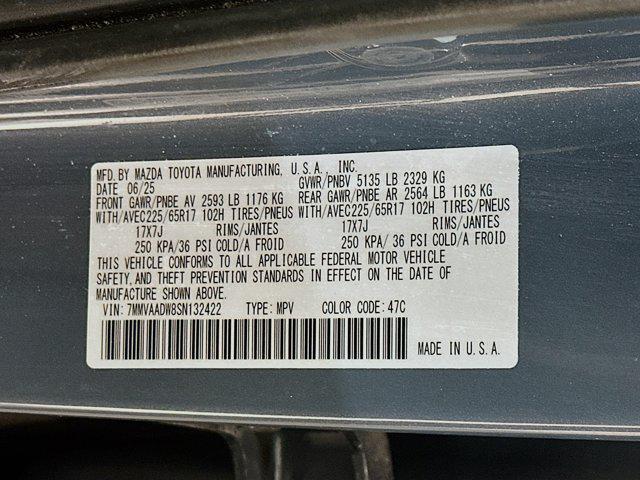 MFD. BY MAZDA TOYOTA MANUFACTURING, U.S.A. INC.
DATE 06/25 GVWR/PNBV 5135 LB 2329 KG
FRONT GAWR/PNBE AV 2593 LB 1176 KG REAR GAWR/PNBE AR 2564 LB 1163 KG
WITH/AVEC225/65R17 102H TIRES/PNEUS WITH/AVEC225/65R17 102H TIRES/PNEUS
17X7J RIMS/JANTES 17X7J RIMS/JANTES
250 KPA/36 PSI COLD/A FROID 250 KPA/ 36 PSI COLD/A FROID
THIS VEHICLE CONFORMS TO ALL APPLICABLE FEDERAL MOTOR VEHICLE
SAFETY, AND THEFT PREVENTION STANDARDS IN EFFECT ON THE DATE OF
MANUFACTURE SHOWN ABOVE.
VIN: 7MMVAADW8SN132422 TYPE: MPV COLOR CODE: 47C
MADE IN U.S.A.